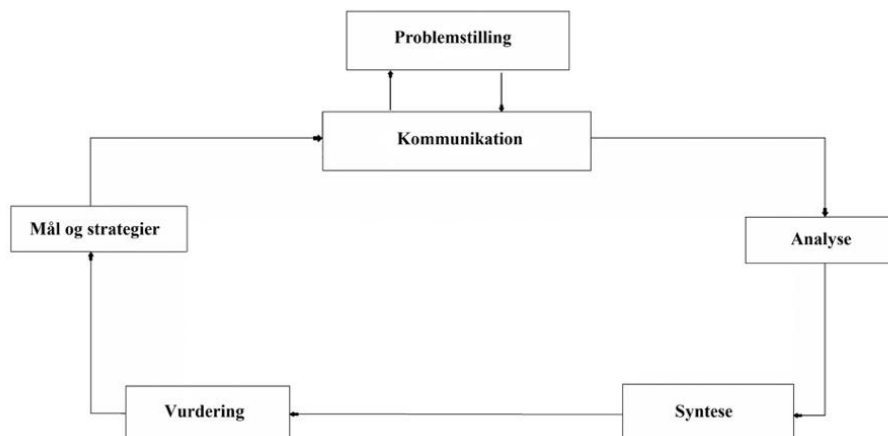 Problemstilling
Kommunikation
Mål og strategier
Analyse
Vurdering
Syntese